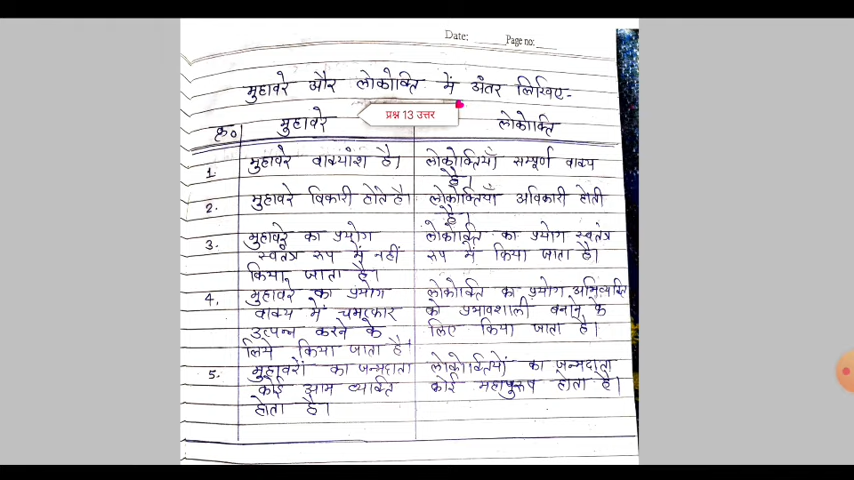 Date: Page no:
मुहावरे और लोकोक्ति में अंतर लिखिए-
प्रश्न 13 उत्तर
क्र० मुहावरे लोकोक्ति
1. मुहावरे वाक्यांश है। लोकोक्तियाँ सम्पूर्ण वाक्य
है।
2. मुहावरे विकारी होते है। लोकोक्तियाँ अविकारी होती
है।
3. मुहावरे का प्रयोग लोकोक्ति का प्रयोग स्वतंत्र
स्वतंत्र रूप में नहीं रूप में किया जाता है।
किया जाता है।
4. मुहावरे का प्रयोग लोकोक्ति का प्रयोग अभिव्यक्ति
वाक्य में चमत्कार को प्रभावशाली बनाने के
उत्पन्न करने के लिए किया जाता है।
लिये किया जाता है
5. मुहावरों का जन्मदाता लोकोक्तियों का जन्मदाता
कोई आम व्यक्ति कोई महापुरुष होता है।
होता है।